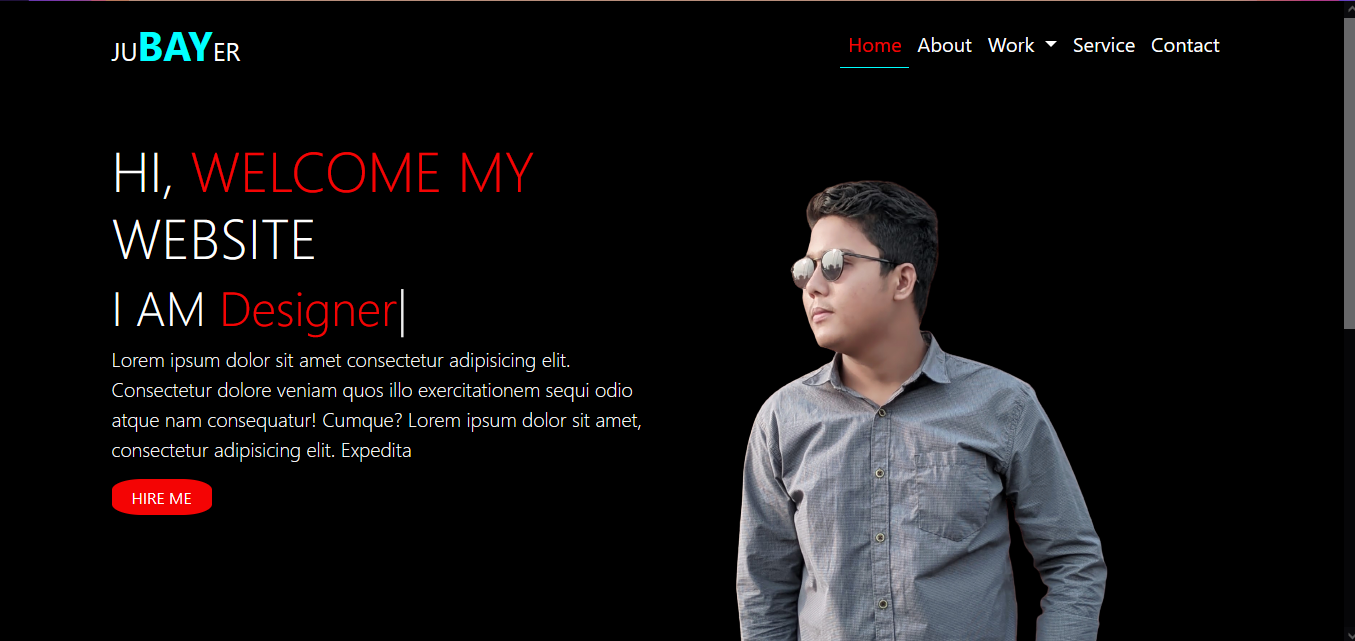 JUBAYER
Home About Work Service Contact
HI, WELCOME MY
WEBSITE
I AM Designer|
Lorem ipsum dolor sit amet consectetur adipisicing elit.
Consectetur dolore veniam quos illo exercitationem sequi odio
atque nam consequatur! Cumque? Lorem ipsum dolor sit amet,
consectetur adipisicing elit. Expedita
HIRE ME